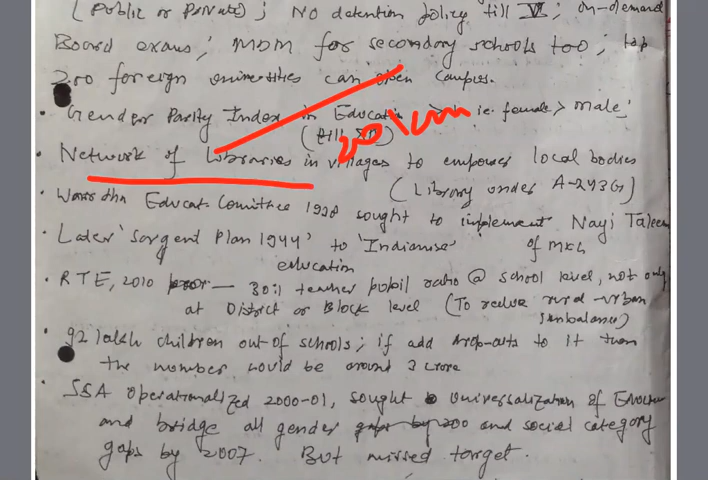 (Public or private); No detention policy till VI; on-demand
Board exams; MDM for secondary schools too; top
200 foreign universities can open campus.
• Gender Parity Index in Education > 1 i.e. female > male
(till XII)
• Network of Libraries in villages to empower local bodies
(Library under A-243G)
• Wardha Educat. Comittee 1938 sought to implement Nayi Taleem
of MKG
• Later 'Sargent Plan 1944' to 'Indianise'
education
• RTE, 2010 — 30:1 teacher pupil ratio @ school level, not only
at District or Block level (To reduce rural-urban
imbalance)
• 92 lakh children out of schools; if add drop-outs to it then
the number would be around 2 crore
• SSA operationalized 2000-01, sought universalization of
and bridge all gender gaps by 200 and social category
gaps by 2007. But missed target.